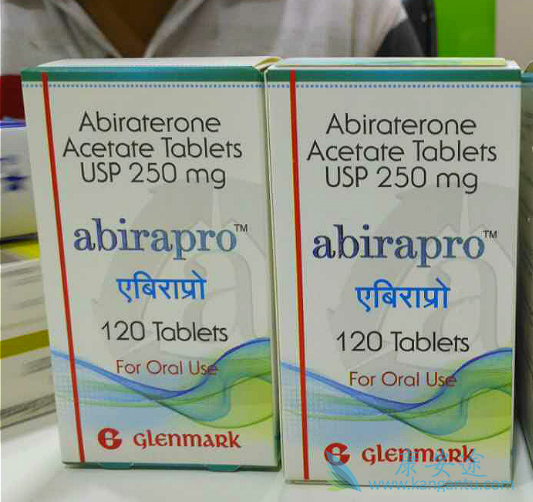 Abiraterone
Acetate Tablets
USP 250 mg
abirapro™
एबिराप्रो
120 Tablets
For Oral Use
G glenmark
Abiraterone
Acetate Tablets
USP 250 mg
abirapro™
एबिराप्रो
120 Tablets
For Oral Use
G glenmark
康安途
www.kangantu.com